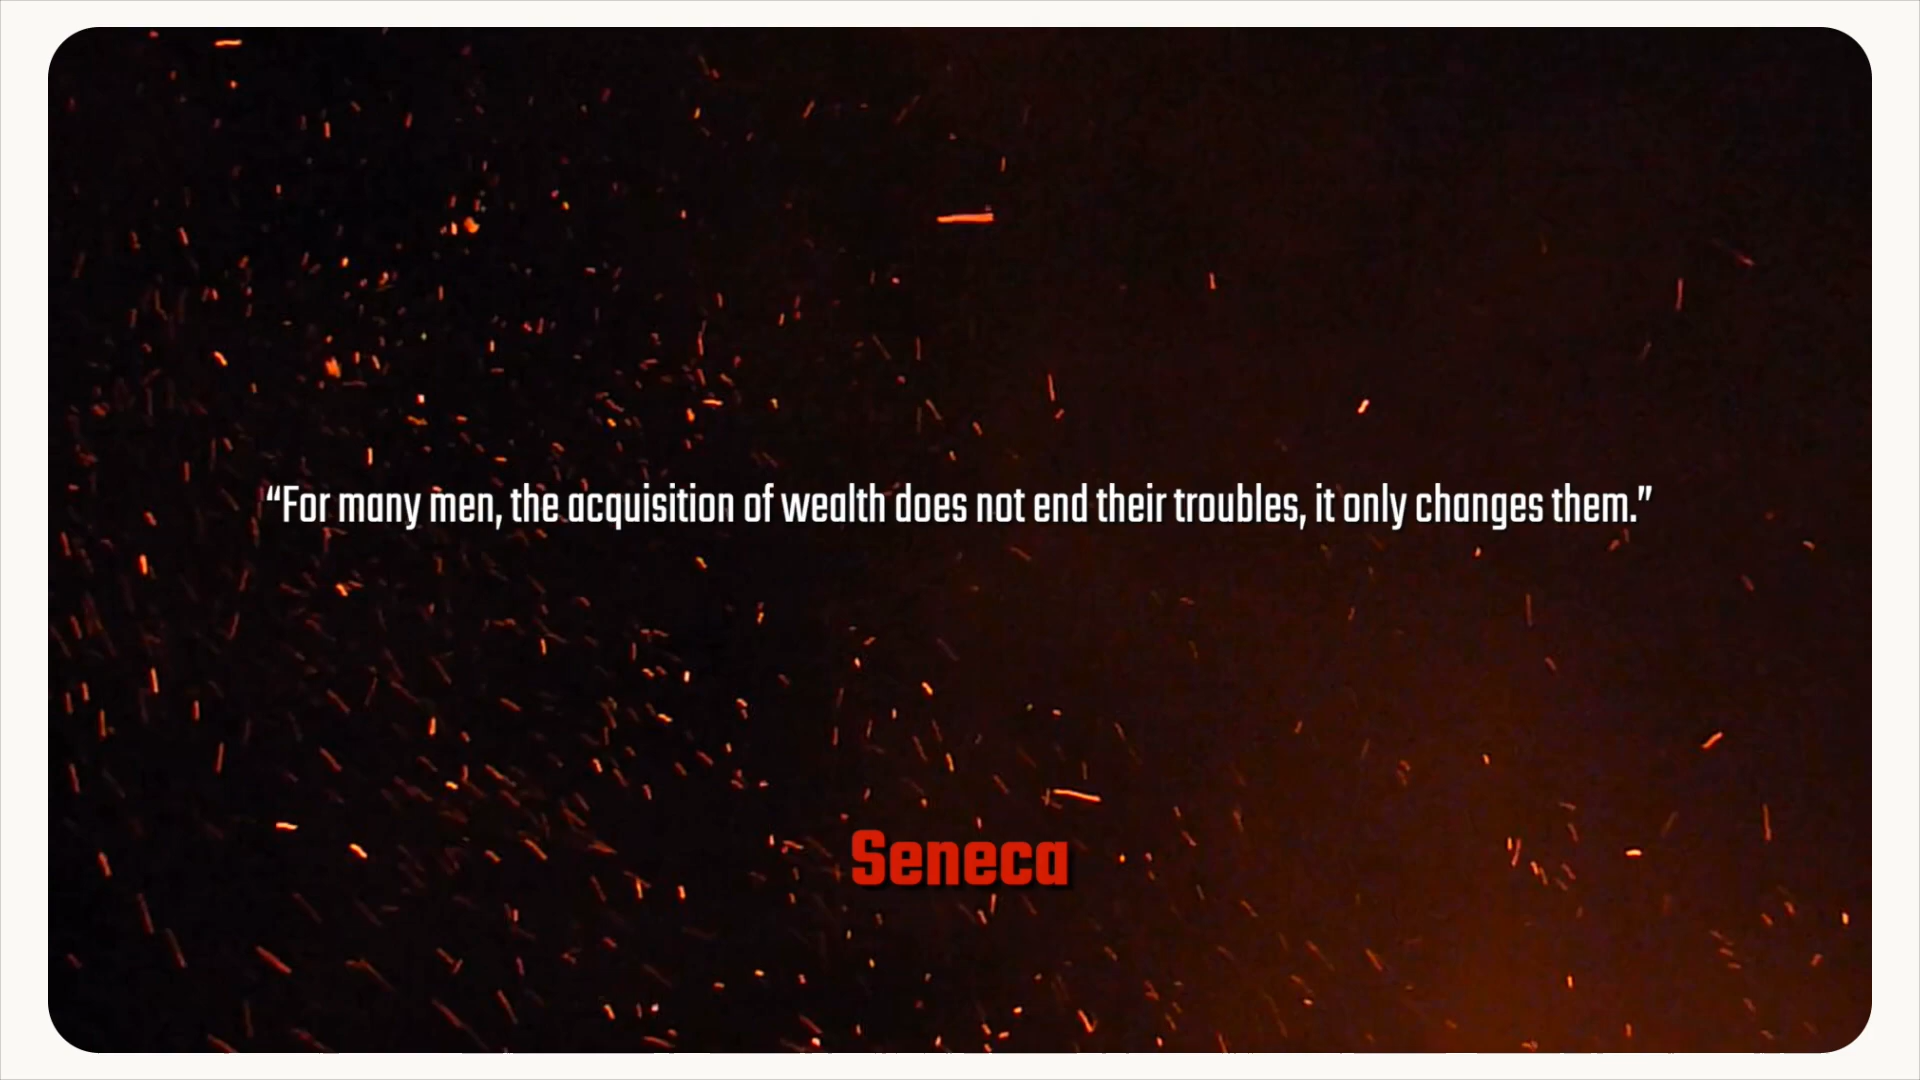 “For many men, the acquisition of wealth does not end their troubles, it only changes them.”
Seneca